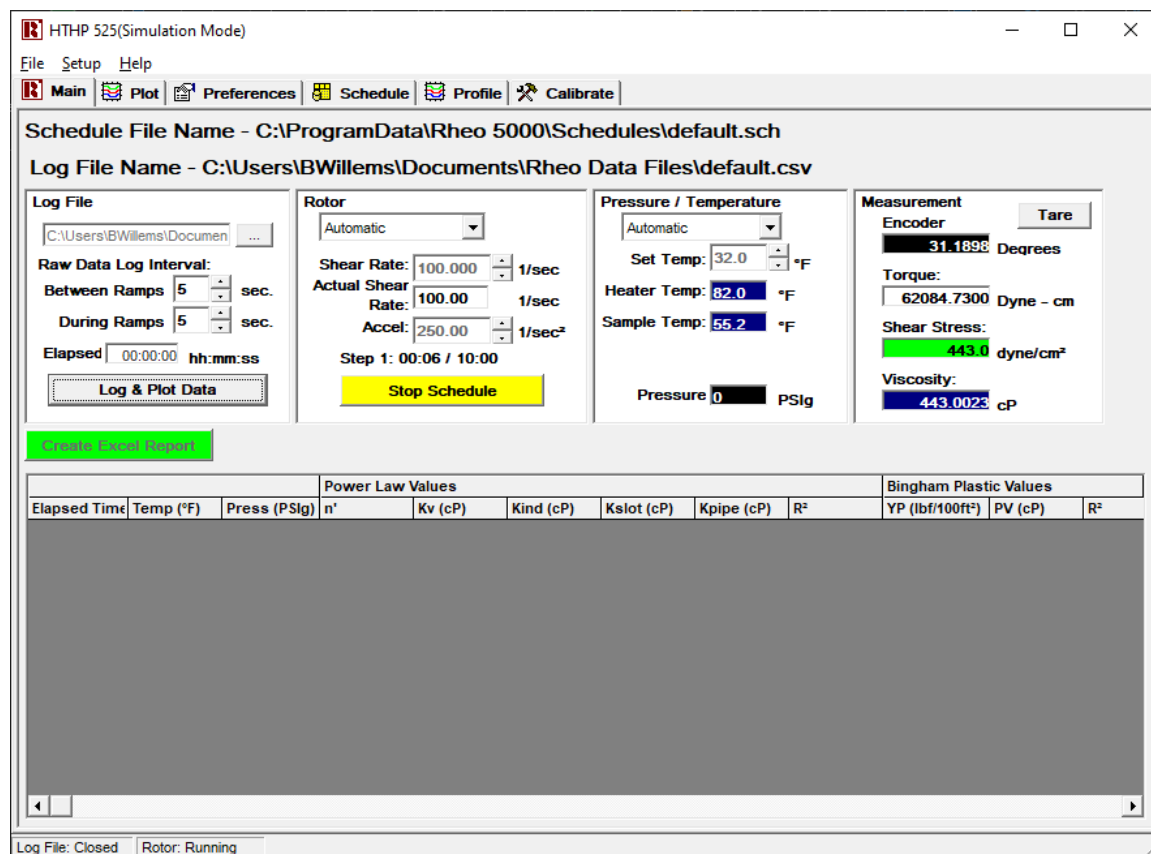 HTHP 525(Simulation Mode)
File Setup Help
Main Plot Preferences Schedule Profile Calibrate
Schedule File Name - C:\ProgramData\Rheo 5000\Schedules\default.sch
Log File Name - C:\Users\BWillems\Documents\Rheo Data Files\default.csv
Log File
C:\Users\BWillems\Documen ...
Raw Data Log Interval:
Between Ramps 5 sec.
During Ramps 5 sec.
Elapsed 00:00:00 hh:mm:ss
Log & Plot Data
Rotor
Automatic
Shear Rate: 100.000 1/sec
Actual Shear
Rate: 100.00 1/sec
Accel: 250.00 1/sec²
Step 1: 00:06 / 10:00
Stop Schedule
Pressure / Temperature
Automatic
Set Temp: 32.0 °F
Heater Temp: 82.0 °F
Sample Temp: 55.2 °F
Pressure 0 PSIg
Measurement
Tare
Encoder
31.1898 Degrees
Torque:
62084.7300 Dyne - cm
Shear Stress:
443.0 dyne/cm²
Viscosity:
443.0023 cP
Create Excel Report
Power Law Values Bingham Plastic Values
Elapsed Time Temp (°F) Press (PSIg) n' Kv (cP) Kind (cP) Kslot (cP) Kpipe (cP) R² YP (lbf/100ft²) PV (cP) R²
Log File: Closed Rotor: Running